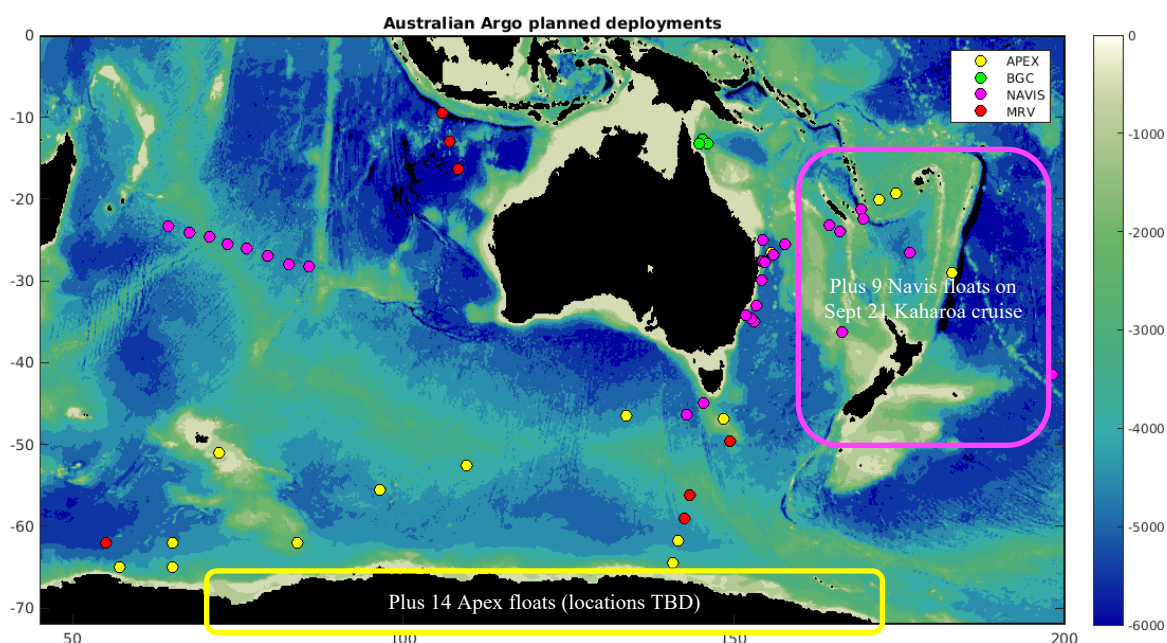 Australian Argo planned deployments
0
-10
-20
-30
-40
-50
-60
-70
50
100
150
200
APEX
BGC
NAVIS
MRV
Plus 9 Navis floats on
Sept 21 Kaharoa cruise
Plus 14 Apex floats (locations TBD)
0
-1000
-2000
-3000
-4000
-5000
-6000